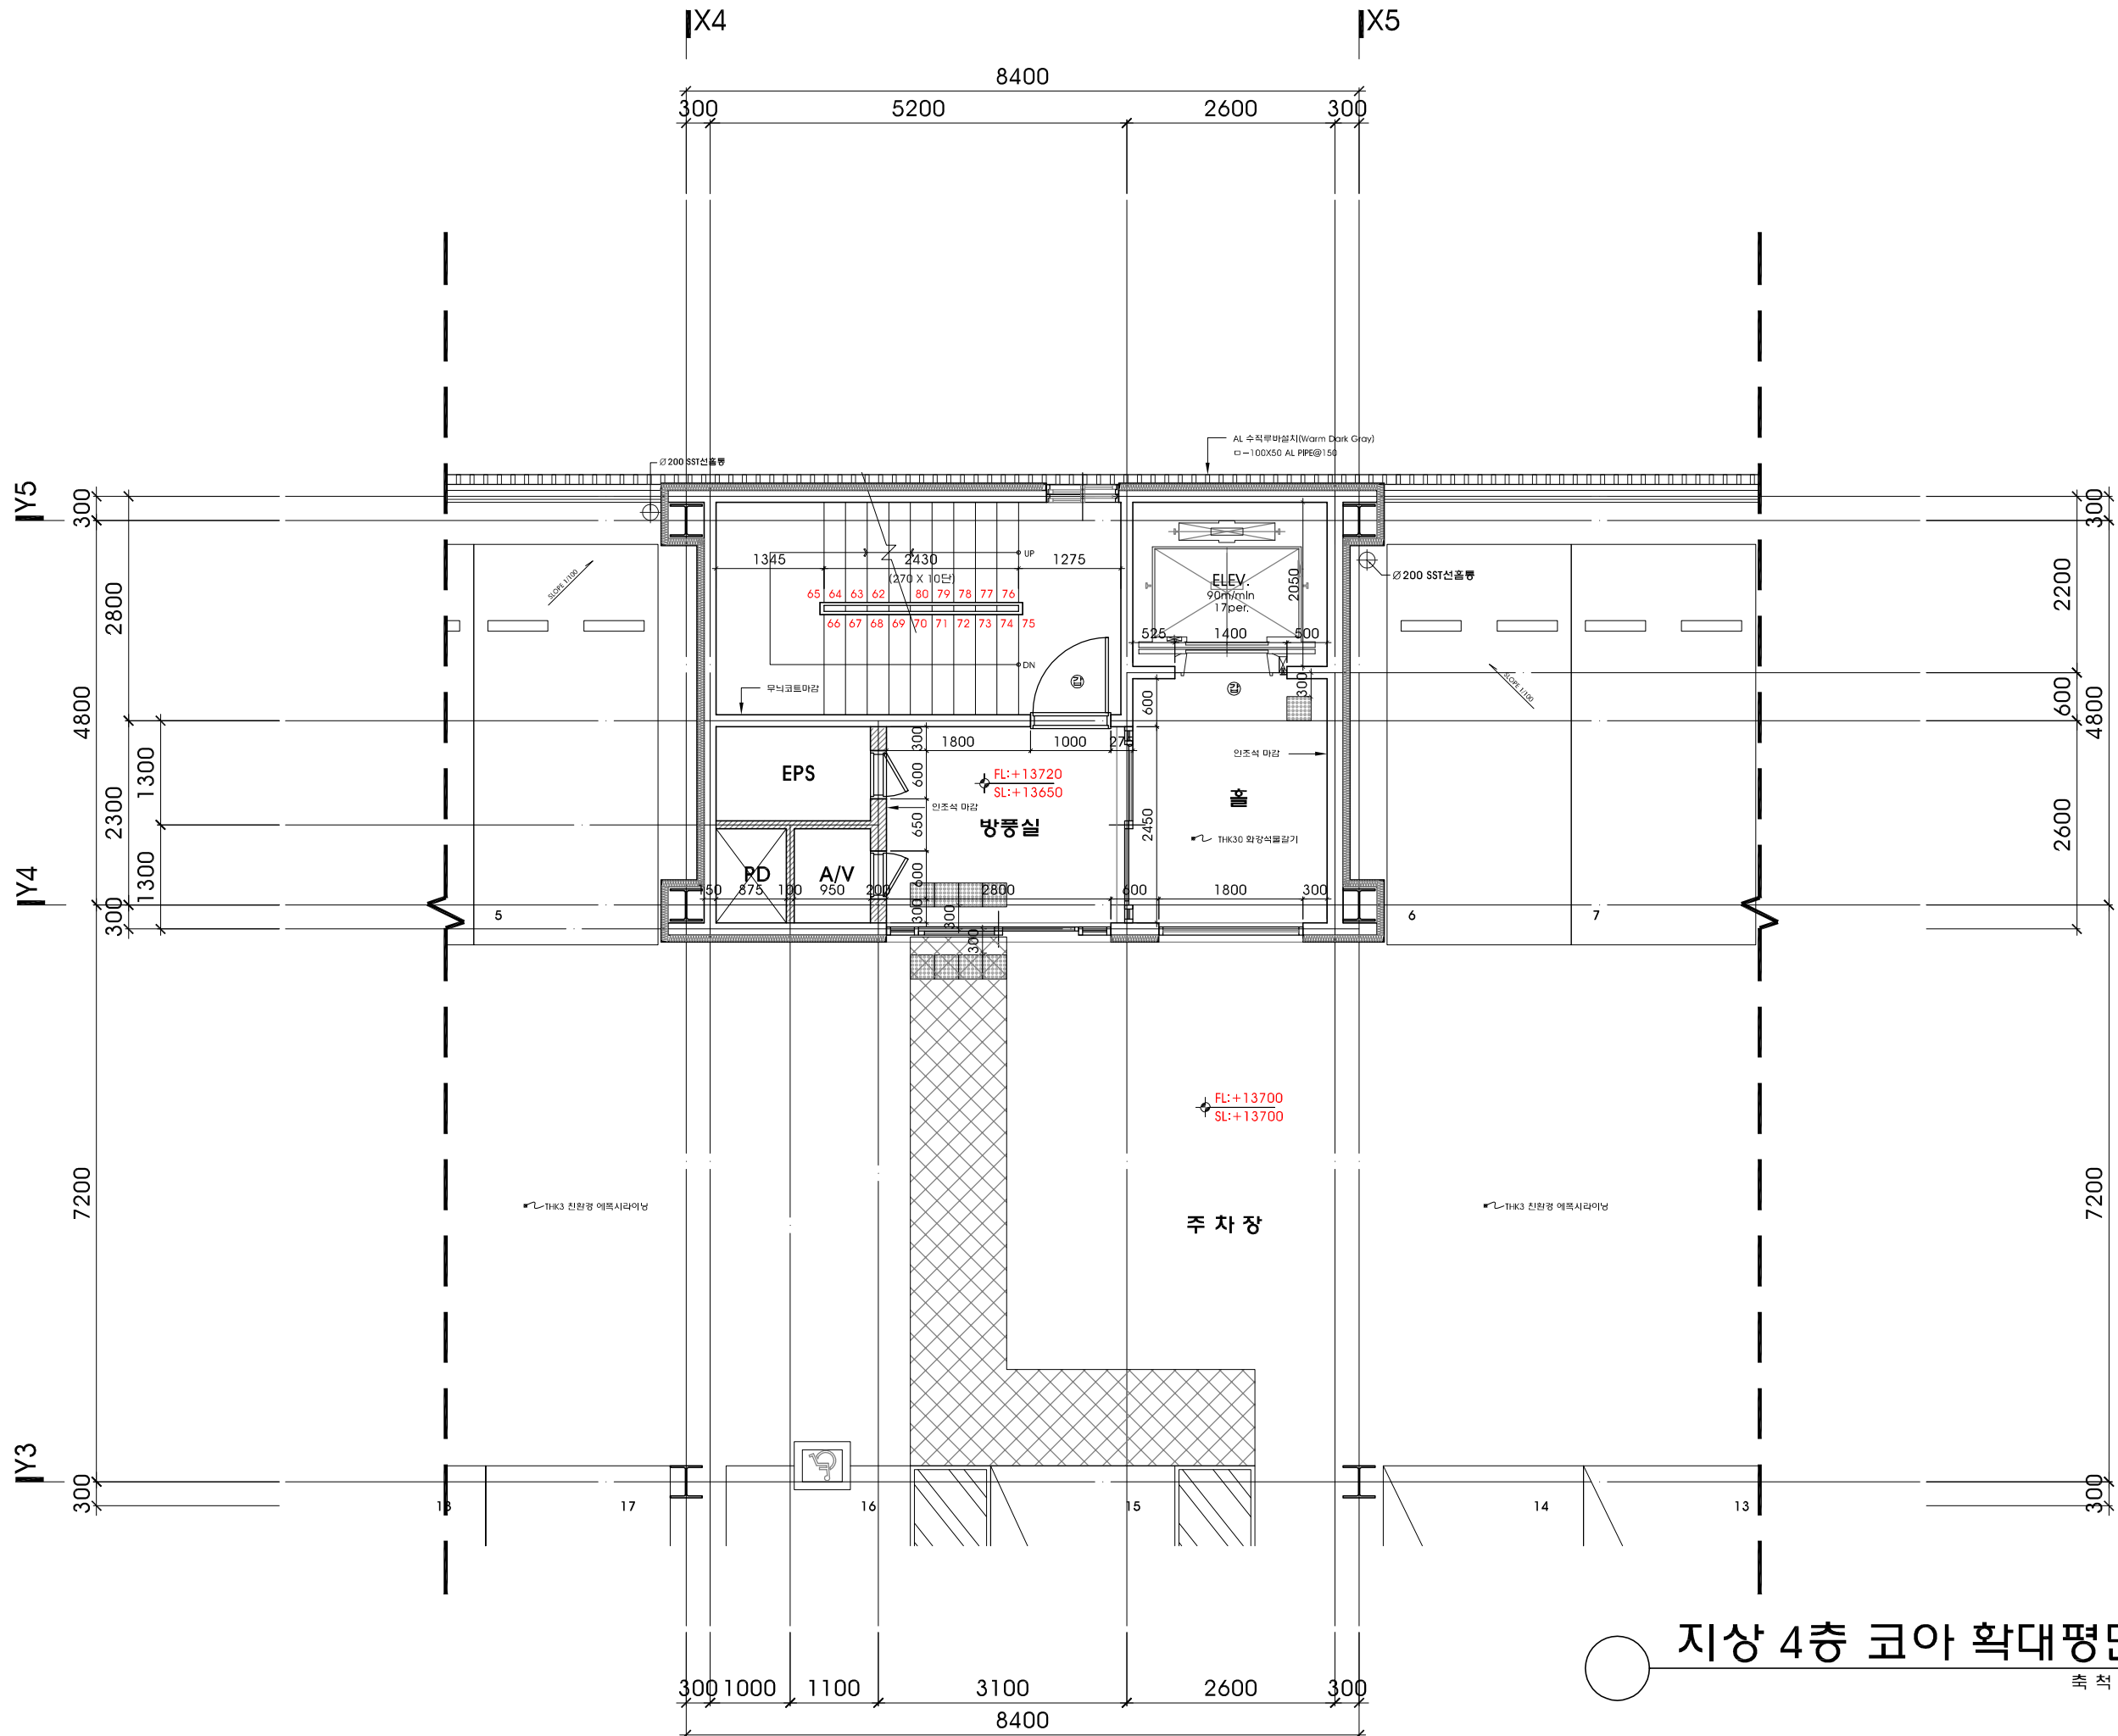 X4
X5
8400
300
5200
2600
300
AL 수직루바설치(Warm Dark Gray)
ㅁ-100X50 AL PIPE@150
Ø200 SST선홈통
Y5
300
300
UP
1345
2430
1275
(270 X 10단)
ELEV.
90m/min
17per.
2050
Ø200 SST선홈통
SLOPE 1/100
2800
2200
65 64 63 62 80 79 78 77 76
66 67 68 69 70 71 72 73 74 75
525
1400
500
DN
갑
갑
무늬코트마감
300
600
SLOPE 1/100
4800
600
4800
1300
2300
300
1800
1000
275
인조석 마감
EPS
600
FL:+13720
SL:+13650
인조석 마감
홀
방풍실
650
2450
THK30 화강석물갈기
2600
1300
Y4
PD
A/V
600
150
875
100
950
200
2800
600
1800
300
300
300
300
300
5
6
7
FL:+13700
SL:+13700
7200
7200
THK3 친환경 에폭시라이닝
THK3 친환경 에폭시라이닝
주 차 장
Y3
300
300
18
17
16
15
14
13
지상 4층 코아 확대평면
축 척
300
1000
1100
3100
2600
300
8400